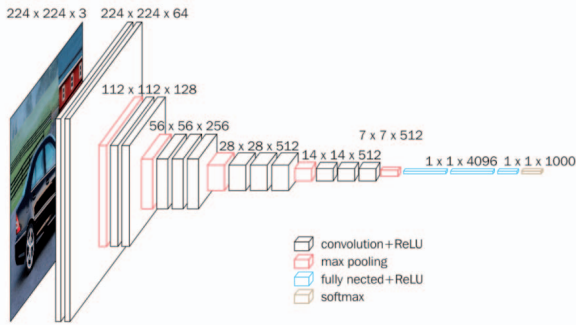 224 x 224 x 3
224 x 224 x 64
112 x 112 x 128
56 x 56 x 256
28 x 28 x 512
14 x 14 x 512
7 x 7 x 512
1 x 1 x 4096
1 x 1 x 1000
convolution+ReLU
max pooling
fully nected+ReLU
softmax